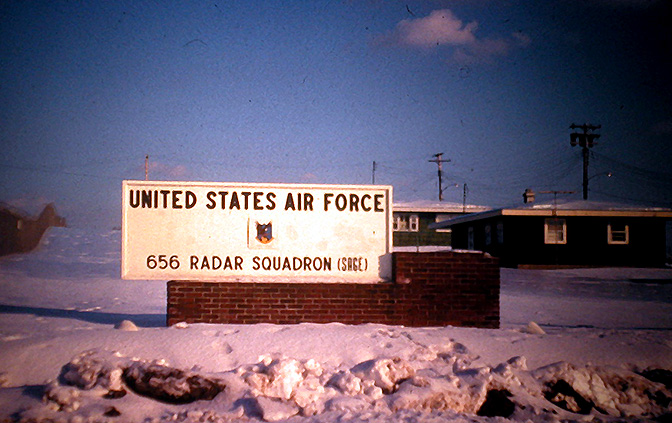 UNITED STATES AIR FORCE
656 RADAR SQUADRON (SAGE)